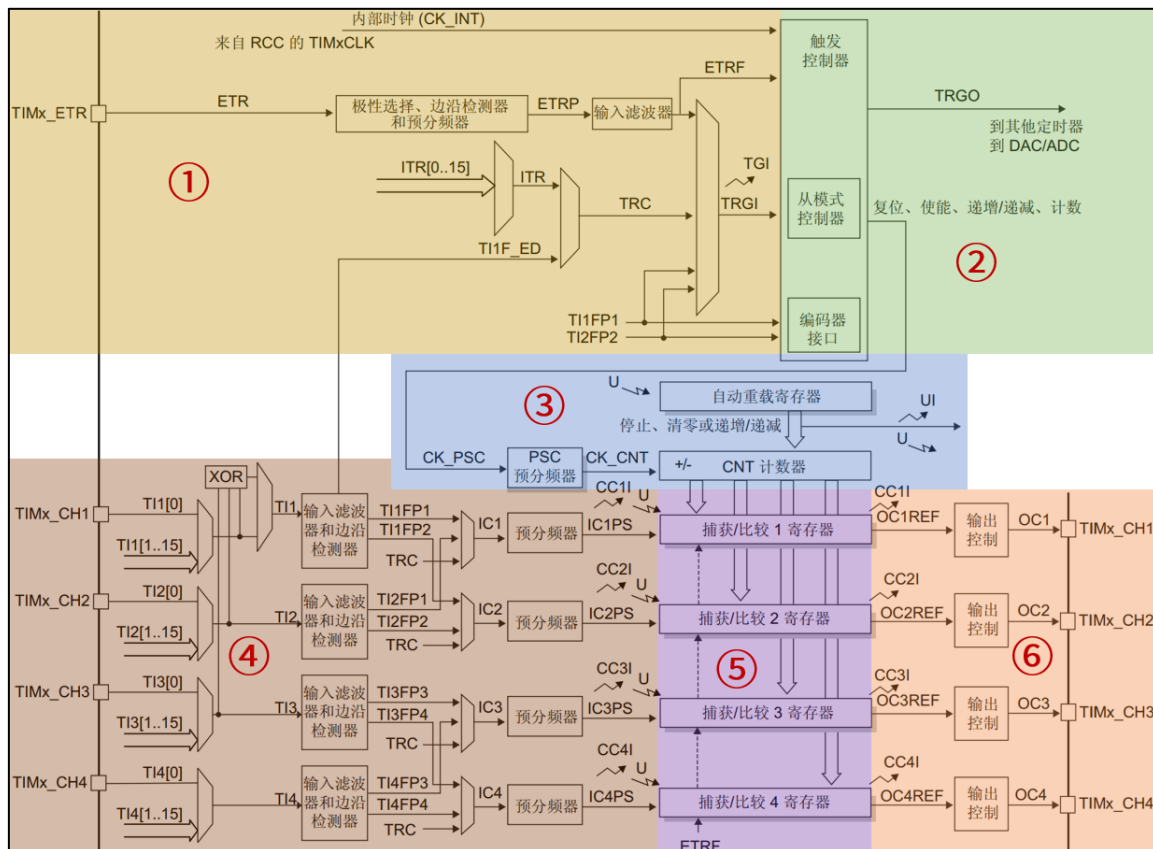 内部时钟 (CK_INT)
来自 RCC 的 TIMxCLK
触发
控制器
ETRF
TIMx_ETR
ETR
极性选择、边沿检测器
和预分频器
ETRP
输入滤波器
TRGO
到其他定时器
到 DAC/ADC
①
ITR[0..15]
ITR
TRC
TGI
TRGI
从模式
控制器
复位、使能、递增/递减、计数
②
TI1F_ED
TI1FP1
TI2FP2
编码器
接口
③
U
自动重载寄存器
UI
停止、清零或递增/递减
U
CK_PSC
PSC
预分频器
CK_CNT
+/-
CNT 计数器
XOR
TIMx_CH1
TI1[0]
TI1[1..15]
TI1
输入滤波
器和边沿
检测器
TI1FP1
TI1FP2
TRC
IC1
预分频器
IC1PS
CC1I
U
捕获/比较 1 寄存器
CC1I
OC1REF
输出
控制
OC1
TIMx_CH1
TIMx_CH2
TI2[0]
TI2[1..15]
TI2
输入滤波
器和边沿
检测器
TI2FP1
TI2FP2
TRC
IC2
预分频器
IC2PS
CC2I
U
捕获/比较 2 寄存器
CC2I
OC2REF
输出
控制
OC2
TIMx_CH2
④
⑤
⑥
TIMx_CH3
TI3[0]
TI3[1..15]
TI3
输入滤波
器和边沿
检测器
TI3FP3
TI3FP4
TRC
IC3
预分频器
IC3PS
CC3I
U
捕获/比较 3 寄存器
CC3I
OC3REF
输出
控制
OC3
TIMx_CH3
TIMx_CH4
TI4[0]
TI4[1..15]
TI4
输入滤波
器和边沿
检测器
TI4FP3
TI4FP4
TRC
IC4
预分频器
IC4PS
CC4I
U
捕获/比较 4 寄存器
CC4I
OC4REF
输出
控制
OC4
TIMx_CH4
ETRF